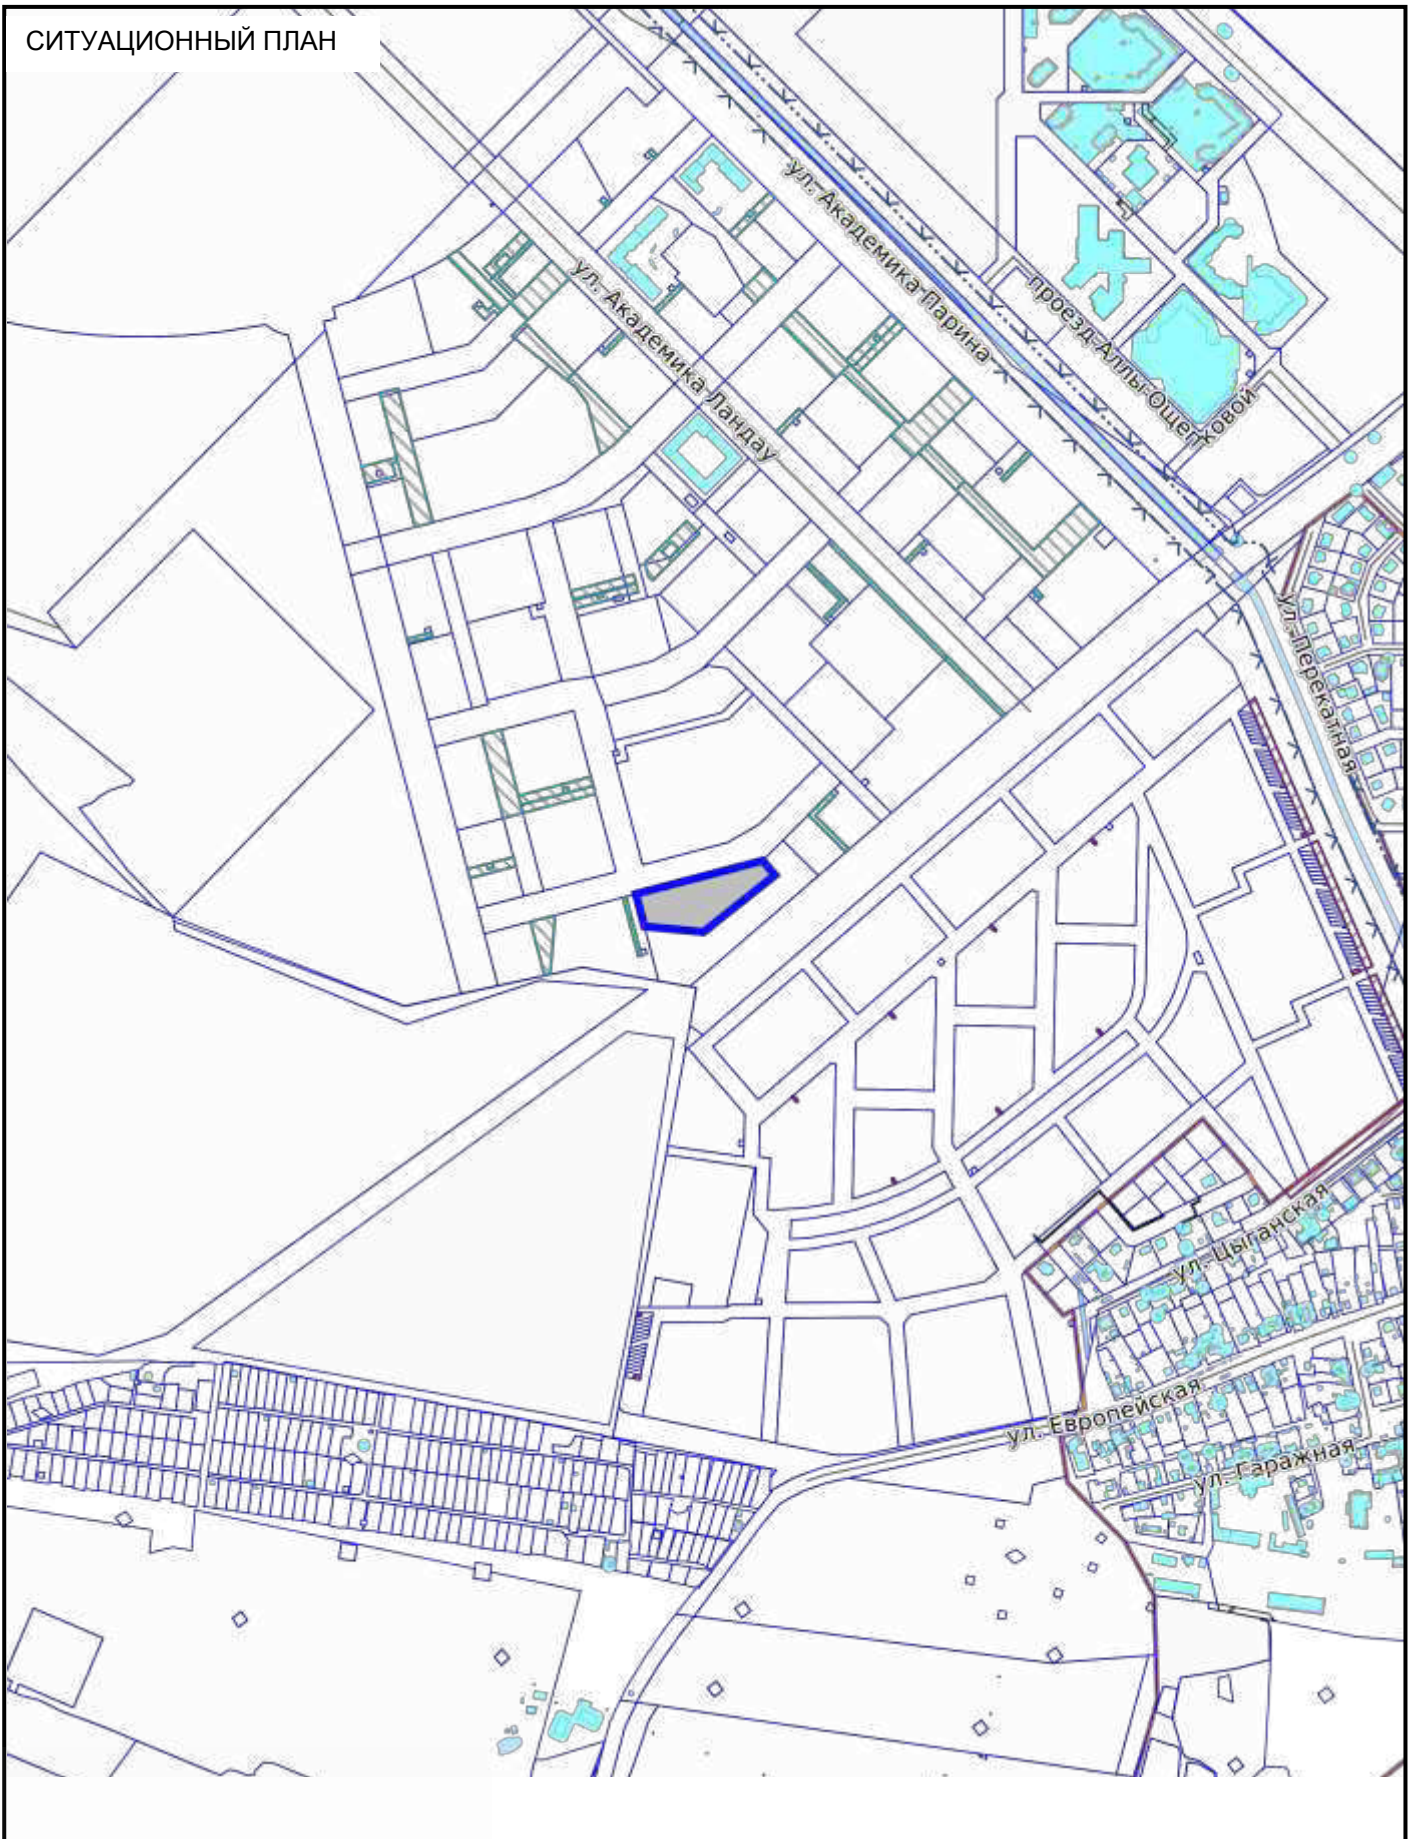 СИТУАЦИОННЫЙ ПЛАН
ул. Академика Парина
проезд Аллы Ощепковой
ул. Академика Ландау
ул. Перекатная
ул. Цыганская
ул. Европейская
ул. Гаражная